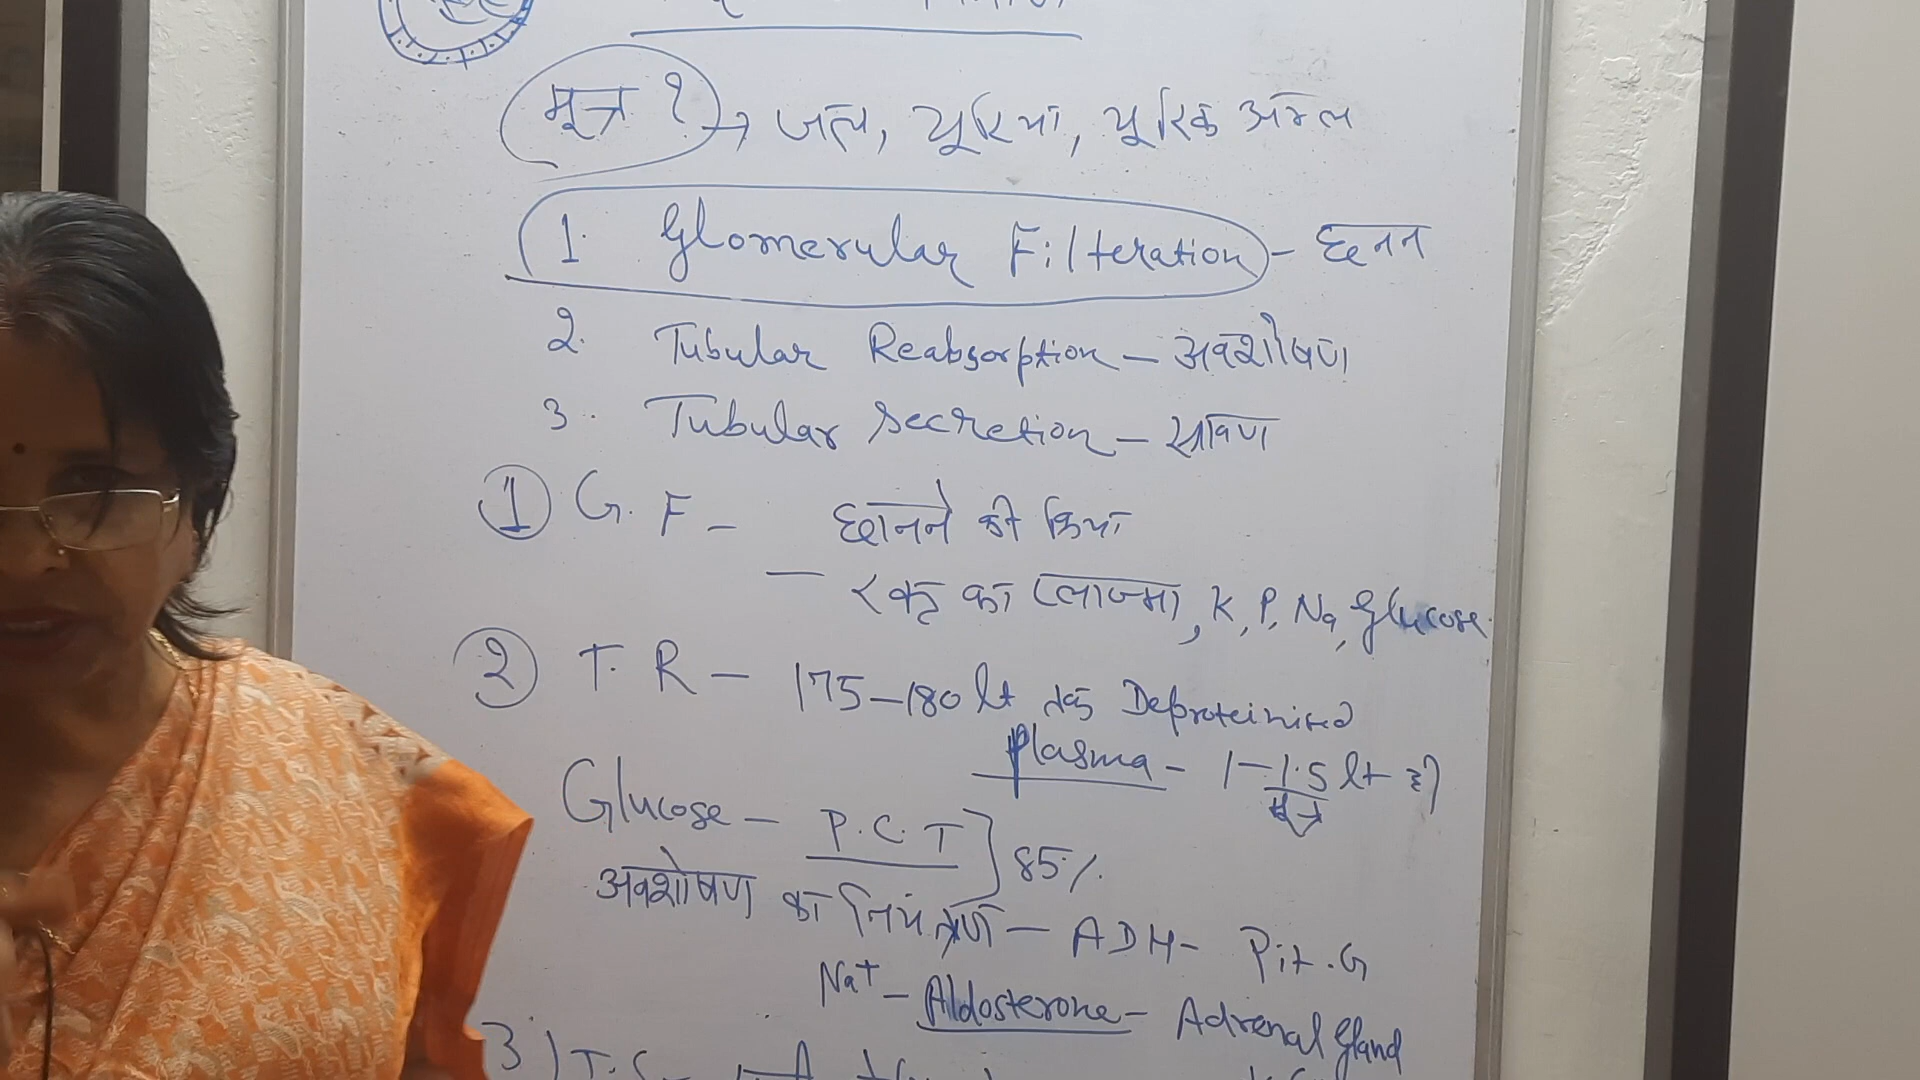 मूत्र ? → जल, यूरिया, यूरिक अम्ल
1. Glomerular Filteration - छनन
2. Tubular Reabsorption - अवशोषण
3. Tubular Secretion - स्रावण
① G. F - छानने की क्रिया
— रक्त का प्लाज्मा, K, P, Na, Glucose
② T. R - 175-180 lt तक Deproteinised
Plasma - 1-1.5 lt
मूत्र
Glucose - P.C.T ] 85%
अवशोषण का नियंत्रण - ADH - Pit.G
Na+ - Aldosterone - Adrenal Gland
3) T.S -